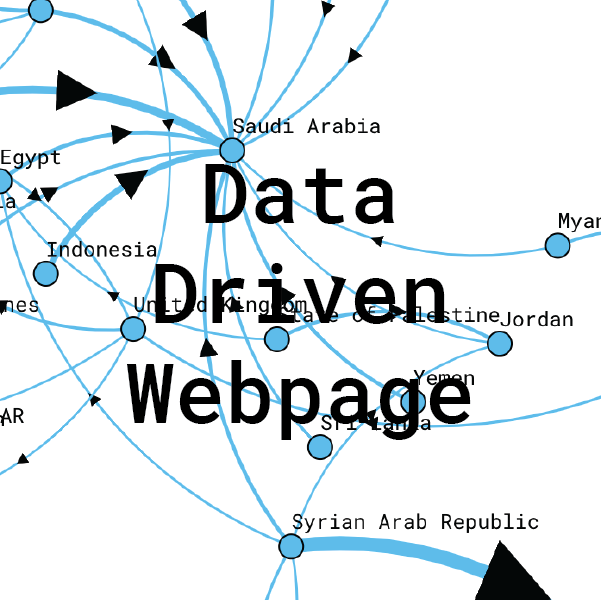 Saudi Arabia
Egypt
Data
Myan
Indonesia
Driven
nes
United Kingdom
State of Palestine
Jordan
Webpage
Yemen
AR
Sri Lanka
Syrian Arab Republic